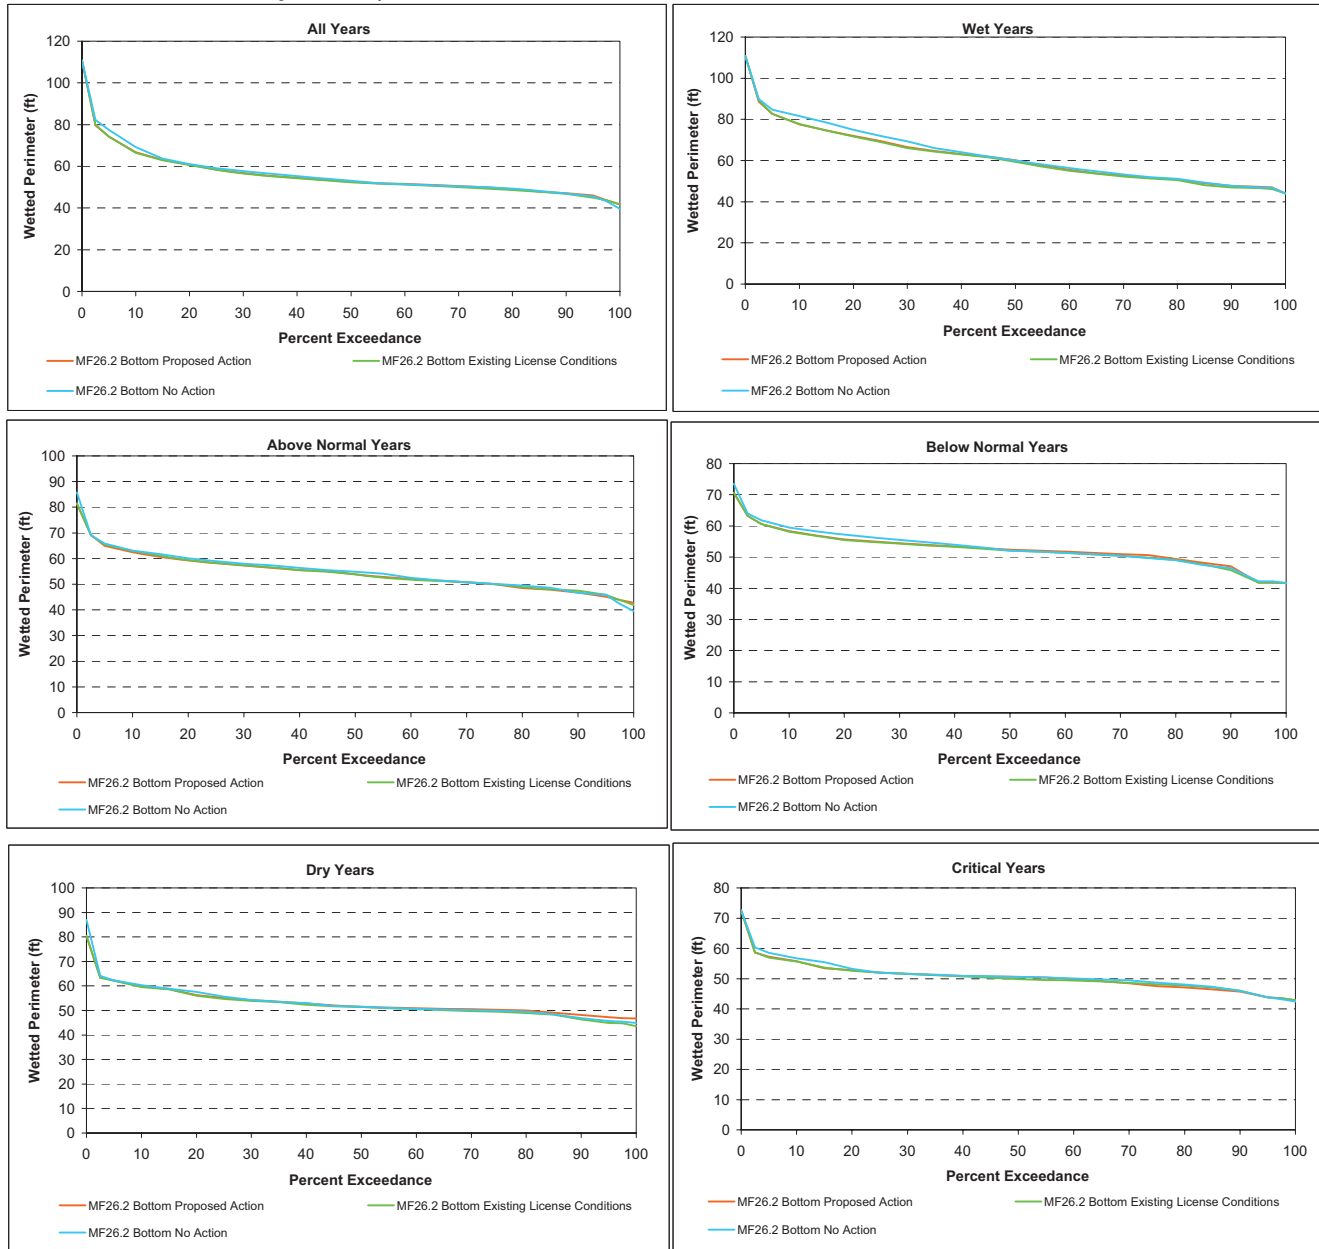 All Years
Wetted Perimeter (ft)
120
100
80
60
40
20
0
0 10 20 30 40 50 60 70 80 90 100
Percent Exceedance
MF26.2 Bottom Proposed Action MF26.2 Bottom Existing License Conditions
MF26.2 Bottom No Action
Wet Years
Wetted Perimeter (ft)
120
100
80
60
40
20
0
0 10 20 30 40 50 60 70 80 90 100
Percent Exceedance
MF26.2 Bottom Proposed Action MF26.2 Bottom Existing License Conditions
MF26.2 Bottom No Action
Above Normal Years
Wetted Perimeter (ft)
100
90
80
70
60
50
40
30
20
10
0
0 10 20 30 40 50 60 70 80 90 100
Percent Exceedance
MF26.2 Bottom Proposed Action MF26.2 Bottom Existing License Conditions
MF26.2 Bottom No Action
Below Normal Years
Wetted Perimeter (ft)
80
70
60
50
40
30
20
10
0
0 10 20 30 40 50 60 70 80 90 100
Percent Exceedance
MF26.2 Bottom Proposed Action MF26.2 Bottom Existing License Conditions
MF26.2 Bottom No Action
Dry Years
Wetted Perimeter (ft)
100
90
80
70
60
50
40
30
20
10
0
0 10 20 30 40 50 60 70 80 90 100
Percent Exceedance
MF26.2 Bottom Proposed Action MF26.2 Bottom Existing License Conditions
MF26.2 Bottom No Action
Critical Years
Wetted Perimeter (ft)
80
70
60
50
40
30
20
10
0
0 10 20 30 40 50 60 70 80 90 100
Percent Exceedance
MF26.2 Bottom Proposed Action MF26.2 Bottom Existing License Conditions
MF26.2 Bottom No Action